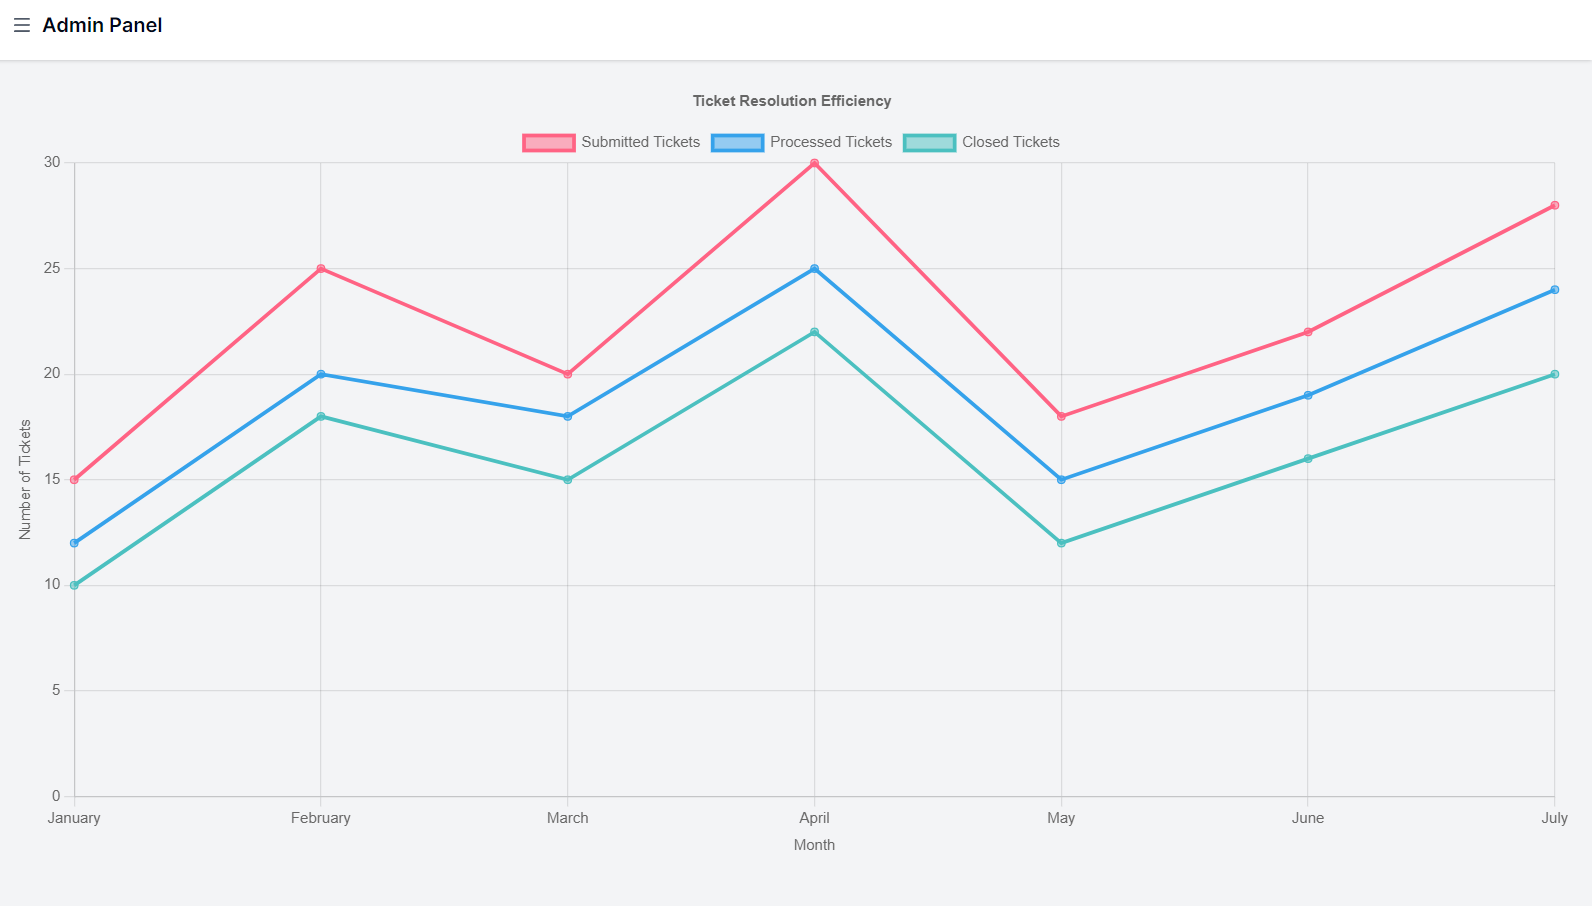 Admin Panel
Ticket Resolution Efficiency
Submitted Tickets Processed Tickets Closed Tickets
30
25
20
15
10
5
0
Number of Tickets
January February March April May June July
Month